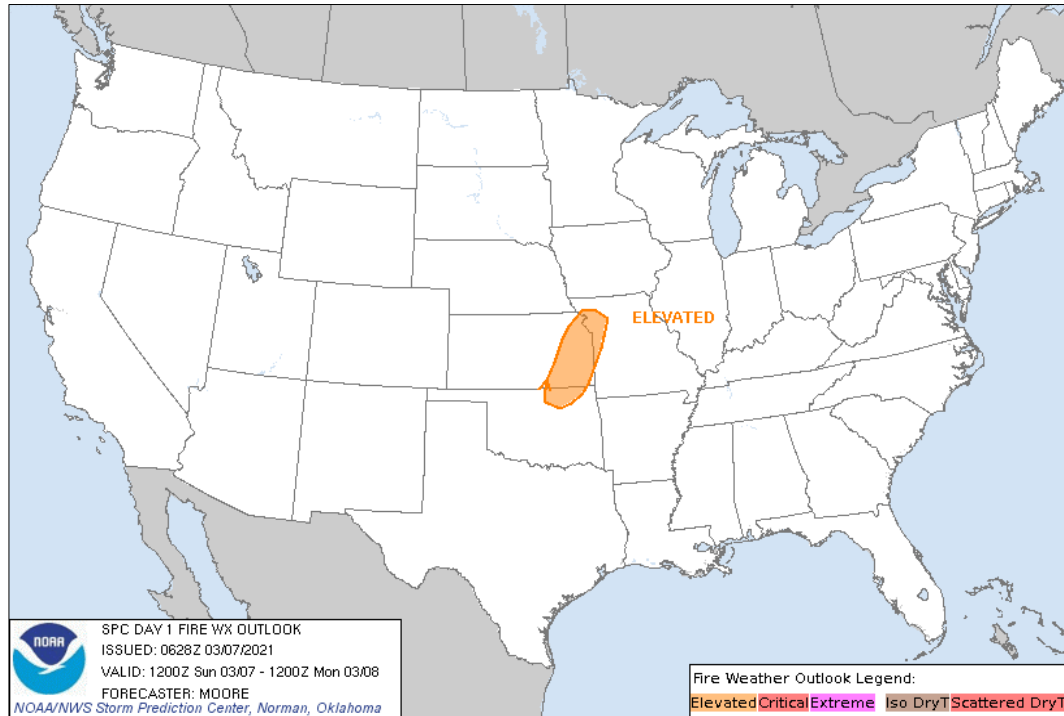 ELEVATED
NOAA
SPC DAY 1 FIRE WX OUTLOOK
ISSUED: 0628Z 03/07/2021
VALID: 1200Z Sun 03/07 - 1200Z Mon 03/08
FORECASTER: MOORE
NOAA/NWS Storm Prediction Center, Norman, Oklahoma
Fire Weather Outlook Legend:
Elevated Critical Extreme Iso DryT Scattered DryT